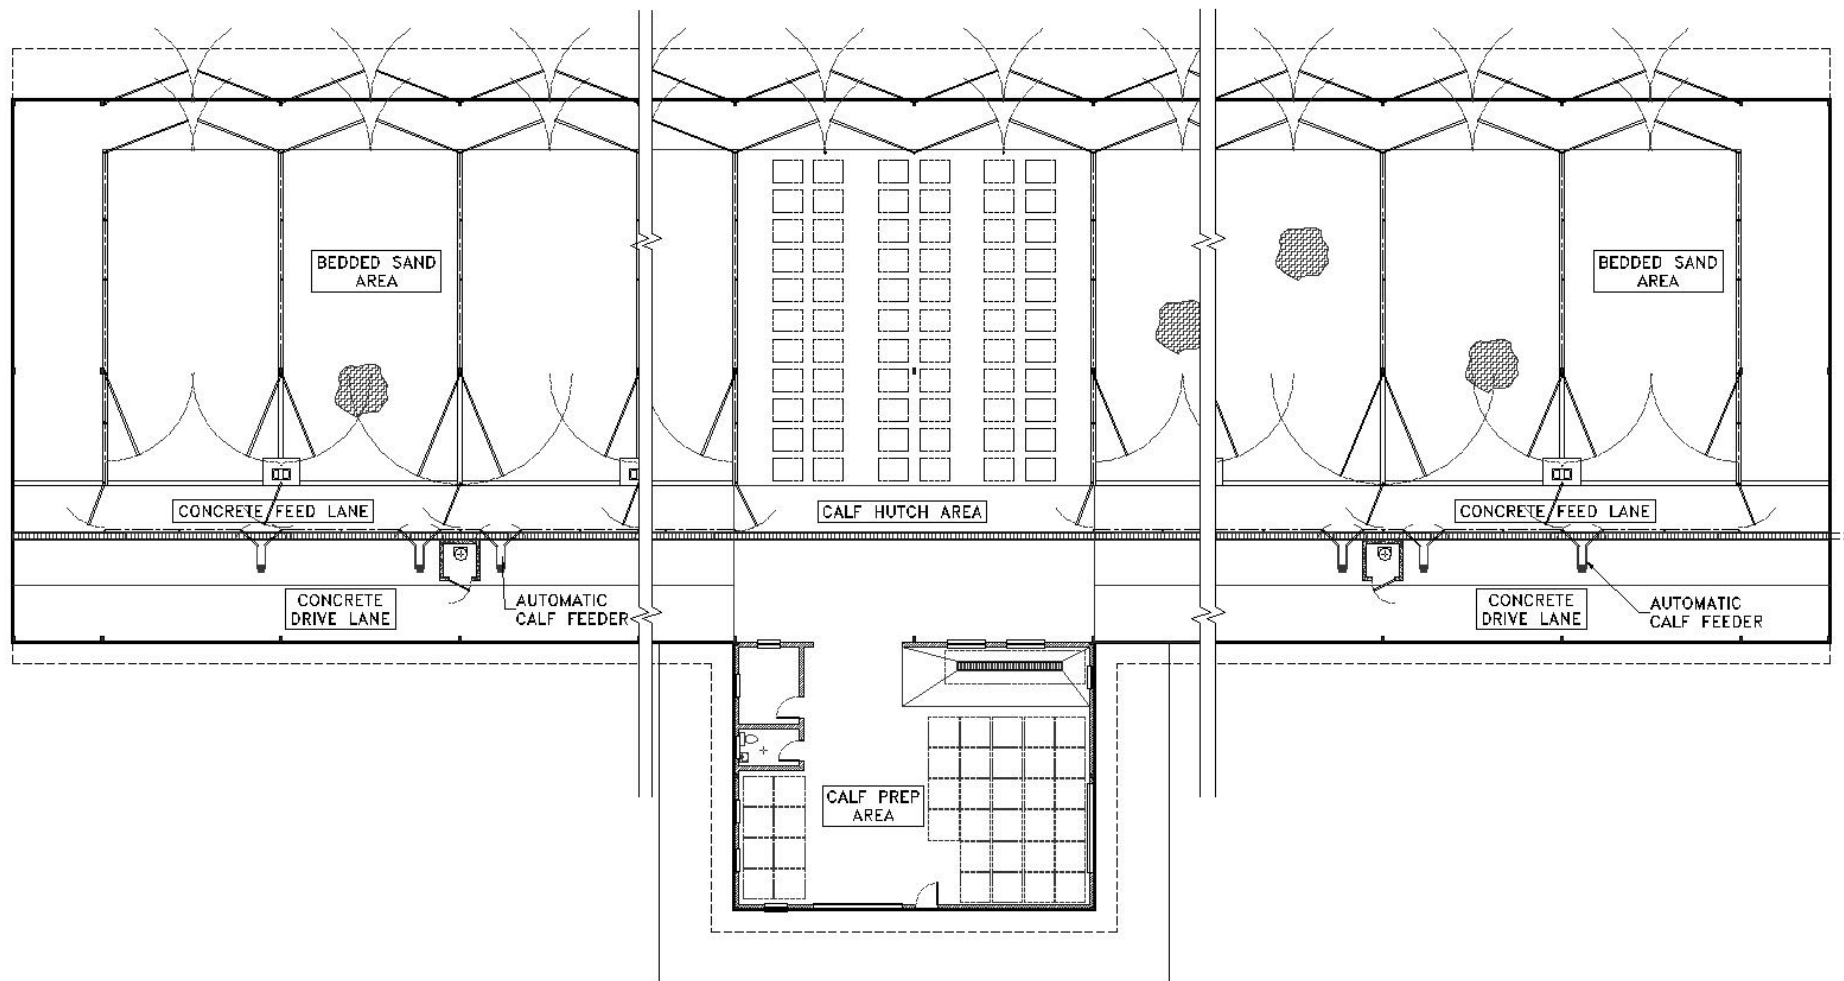 BEDDED SAND
AREA
BEDDED SAND
AREA
CONCRETE FEED LANE
CALF HUTCH AREA
CONCRETE FEED LANE
CONCRETE
DRIVE LANE
AUTOMATIC
CALF FEEDER
CONCRETE
DRIVE LANE
AUTOMATIC
CALF FEEDER
CALF PREP
AREA